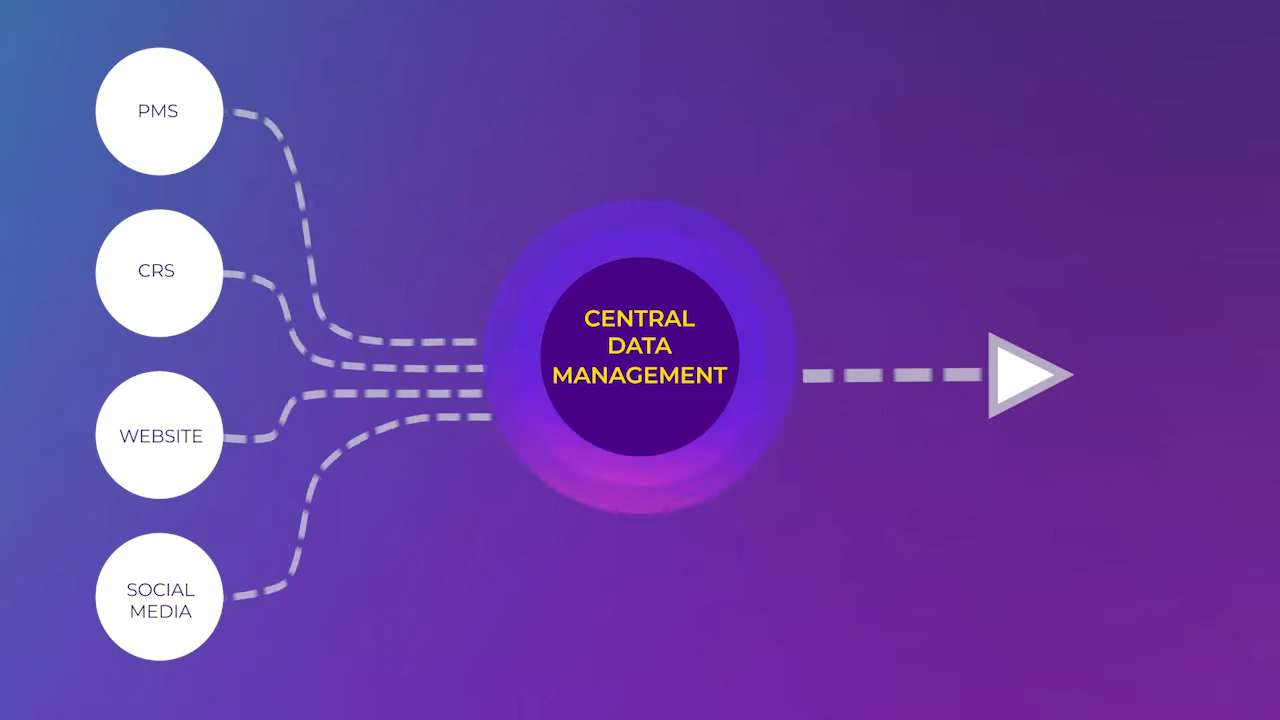 PMS
CRS
WEBSITE
SOCIAL
MEDIA
CENTRAL
DATA
MANAGEMENT